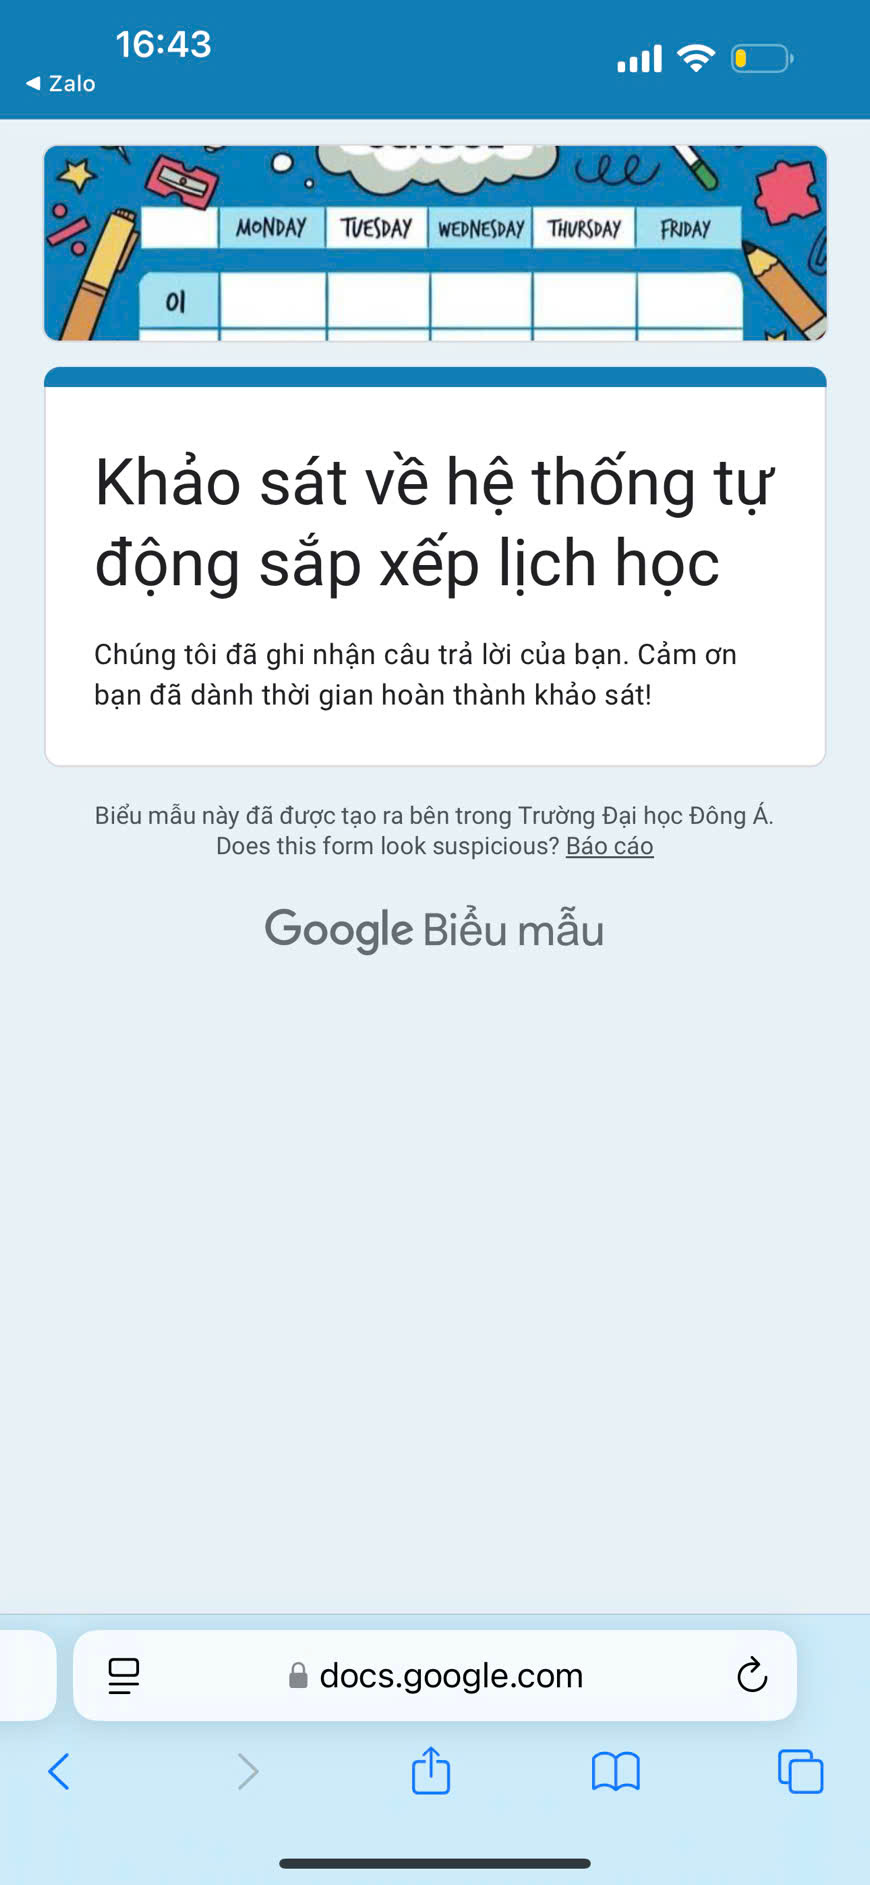 16:43
◀ Zalo
MONDAY TUESDAY WEDNESDAY THURSDAY FRIDAY
01
Khảo sát về hệ thống tự
động sắp xếp lịch học
Chúng tôi đã ghi nhận câu trả lời của bạn. Cảm ơn
bạn đã dành thời gian hoàn thành khảo sát!
Biểu mẫu này đã được tạo ra bên trong Trường Đại học Đông Á.
Does this form look suspicious? Báo cáo
Google Biểu mẫu
docs.google.com